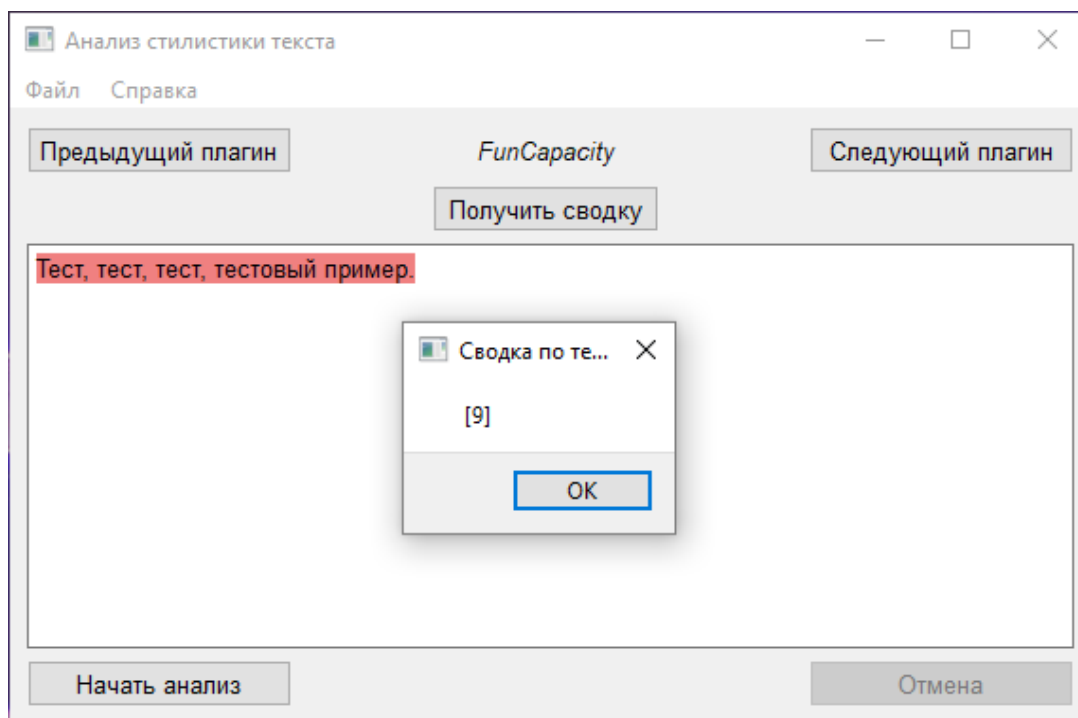 Анализ стилистики текста
Файл Справка
Предыдущий плагин FunCapacity Следующий плагин
Получить сводку
Тест, тест, тест, тестовый пример.
Сводка по те...
[9]
OK
Начать анализ Отмена